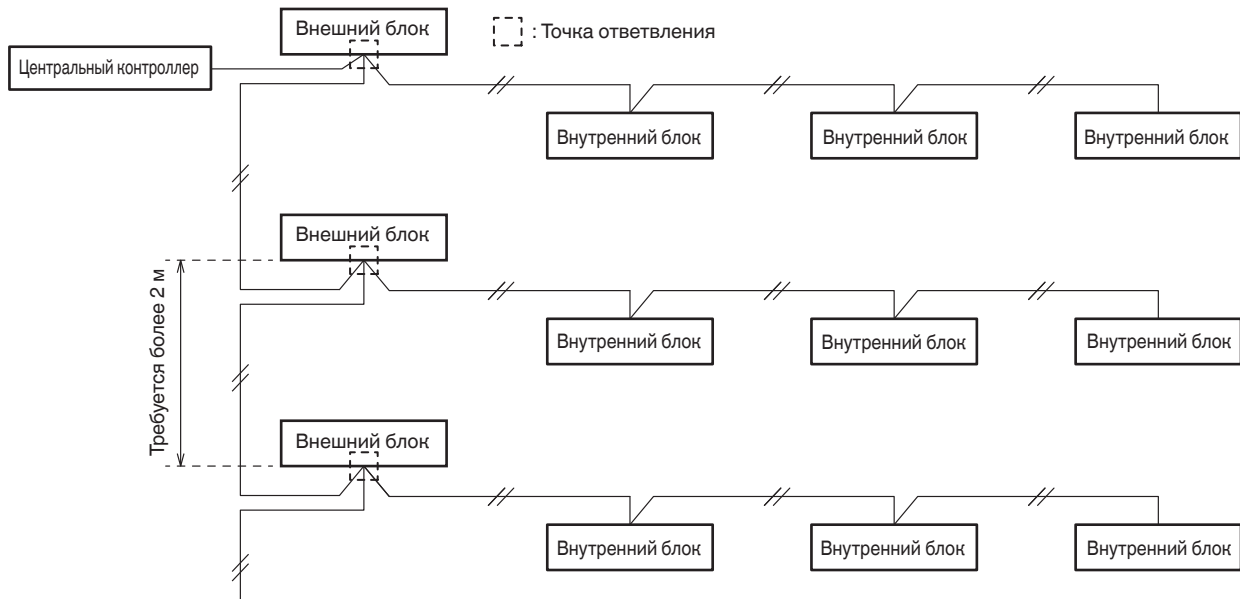 Внешний блок
: Точка ответвления
Центральный контроллер
Внутренний блок
Внутренний блок
Внутренний блок
Внешний блок
Требуется более 2 м
Внутренний блок
Внутренний блок
Внутренний блок
Внешний блок
Внутренний блок
Внутренний блок
Внутренний блок